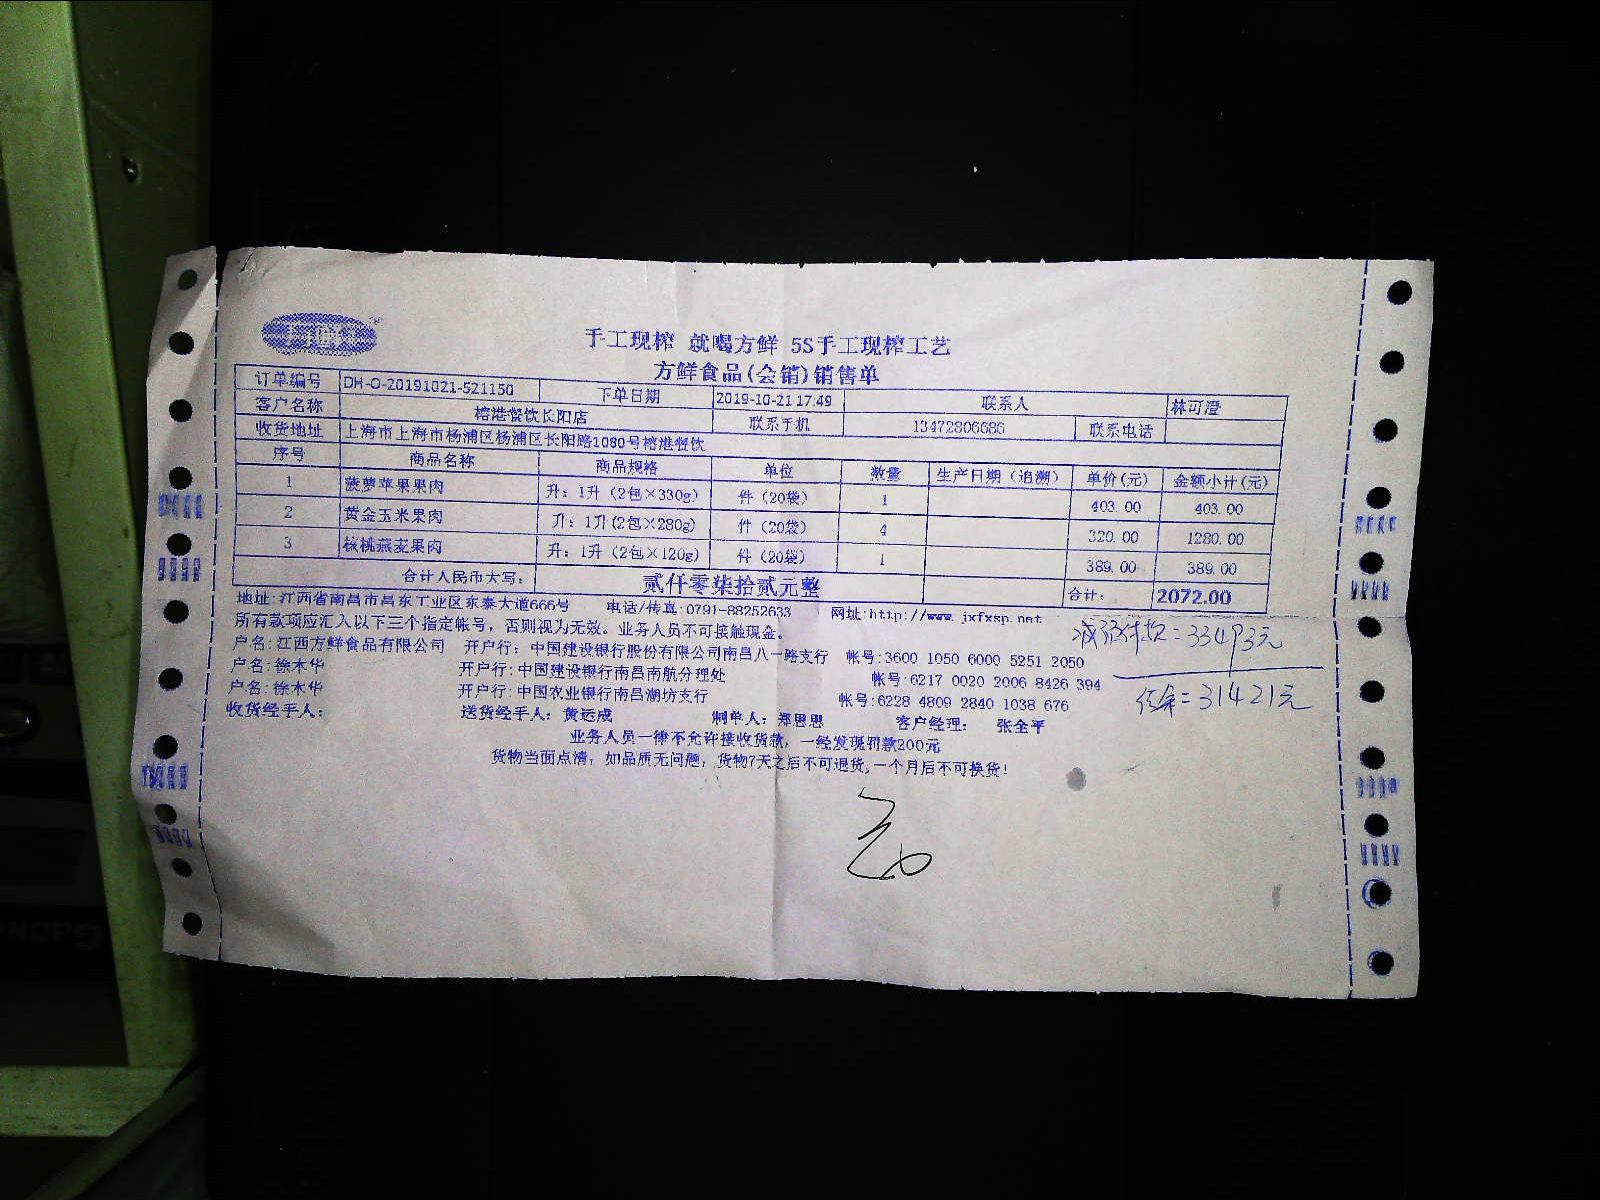 手工现榨 就喝方鲜 5S手工现榨工艺
方鲜食品(会销)销售单
订单编号 DH-O-20191021-521150 下单日期 2019-10-21 17:49 联系人 林可澄
客户名称 榕港餐饮长阳店 联系手机 13472806686 联系电话
收货地址 上海市上海市杨浦区杨浦区长阳路1080号榕港餐饮
序号 商品名称 商品规格 单位 数量 生产日期（追溯） 单价(元) 金额小计(元)
1 菠萝苹果果肉 升：1升（2包×330g） 件（20袋） 1 403.00 403.00
2 黄金玉米果肉 升：1升(2包×280g) 件（20袋） 4 320.00 1280.00
3 核桃燕麦果肉 升：1升（2包×120g） 件（20袋） 1 389.00 389.00
合计人民币大写： 贰仟零柒拾贰元整 合计： 2072.00
地址:江西省南昌市昌东工业区东泰大道666号 电话/传真:0791-88252633 网址:http://www.jxfxsp.net
所有款项应汇入以下三个指定帐号，否则视为无效。业务人员不可接触现金。
款=33493元
户名:江西方鲜食品有限公司 开户行：中国建设银行股份有限公司南昌八一路支行 帐号:3600 1050 6000 5251 2050
户名:徐木华 开户行:中国建设银行南昌南航分理处 帐号:6217 0020 2006 8426 394
户名:徐木华 开户行:中国农业银行南昌湖坊支行 帐号:6228 4809 2840 1038 676
=31421元
收货经手人： 送货经手人：黄运成 制单人：郑思思 客户经理： 张全平
业务人员一律不允许接收货款，一经发现罚款200元
货物当面点清，如品质无问题，货物7天之后不可退货,一个月后不可换货！